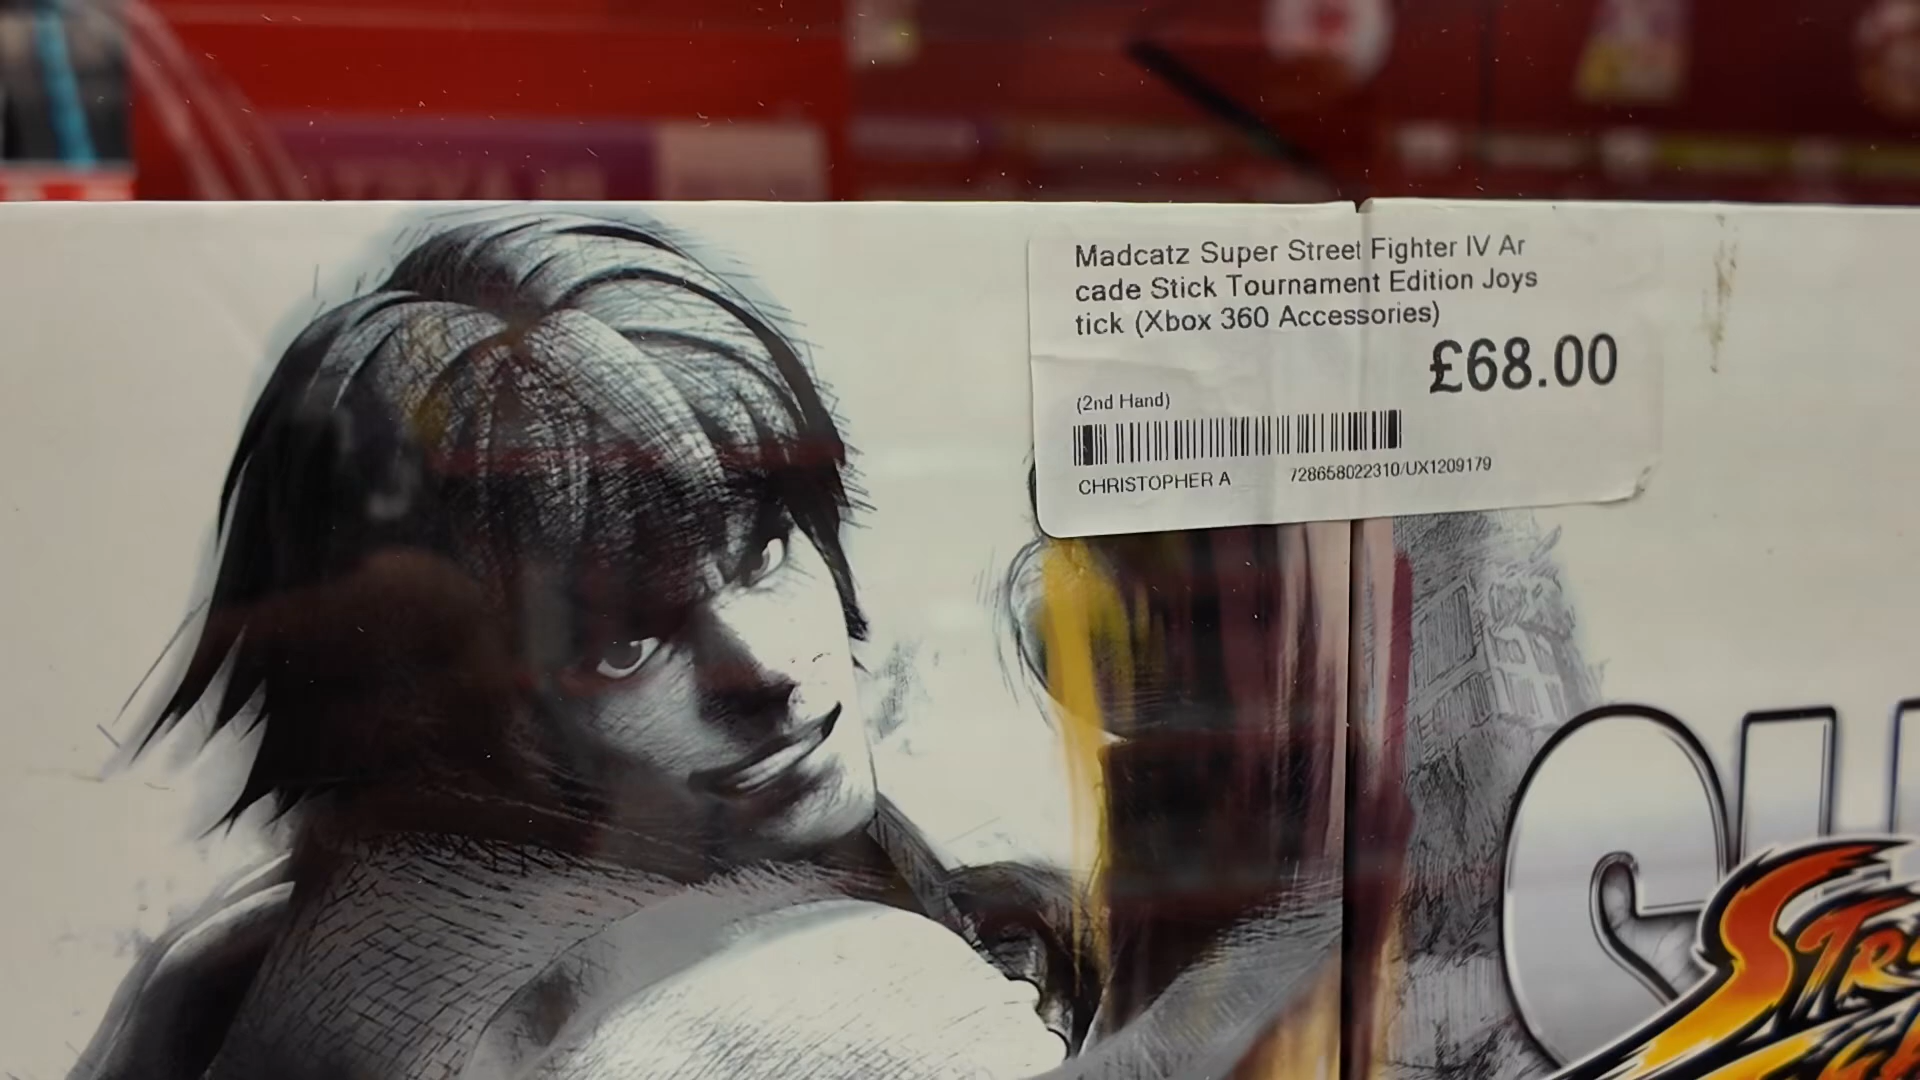 Madcatz Super Street Fighter IV Ar
cade Stick Tournament Edition Joys
tick (Xbox 360 Accessories)
£68.00
(2nd Hand)
CHRISTOPHER A 728658022310/UX1209179